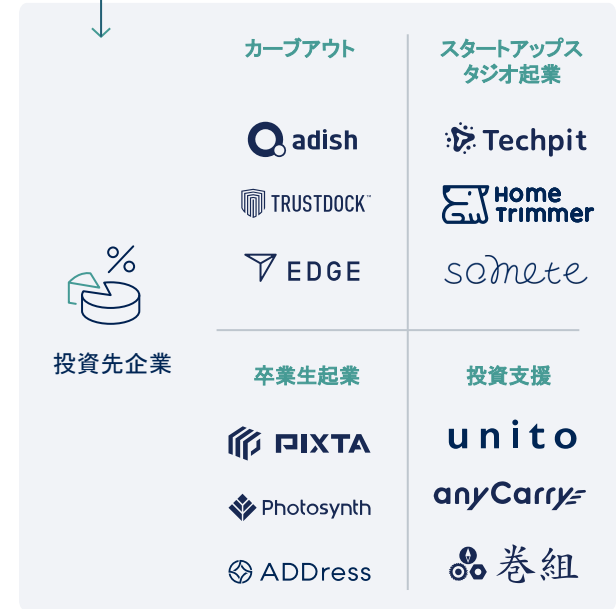 カーブアウト
adish
TRUSTDOCK™
EDGE
スタートアップス
タジオ起業
Techpit
Home
Trimmer
somete
%
投資先企業
卒業生起業
PIXTA
Photosynth
ADDress
投資支援
unito
anyCarry
巻組